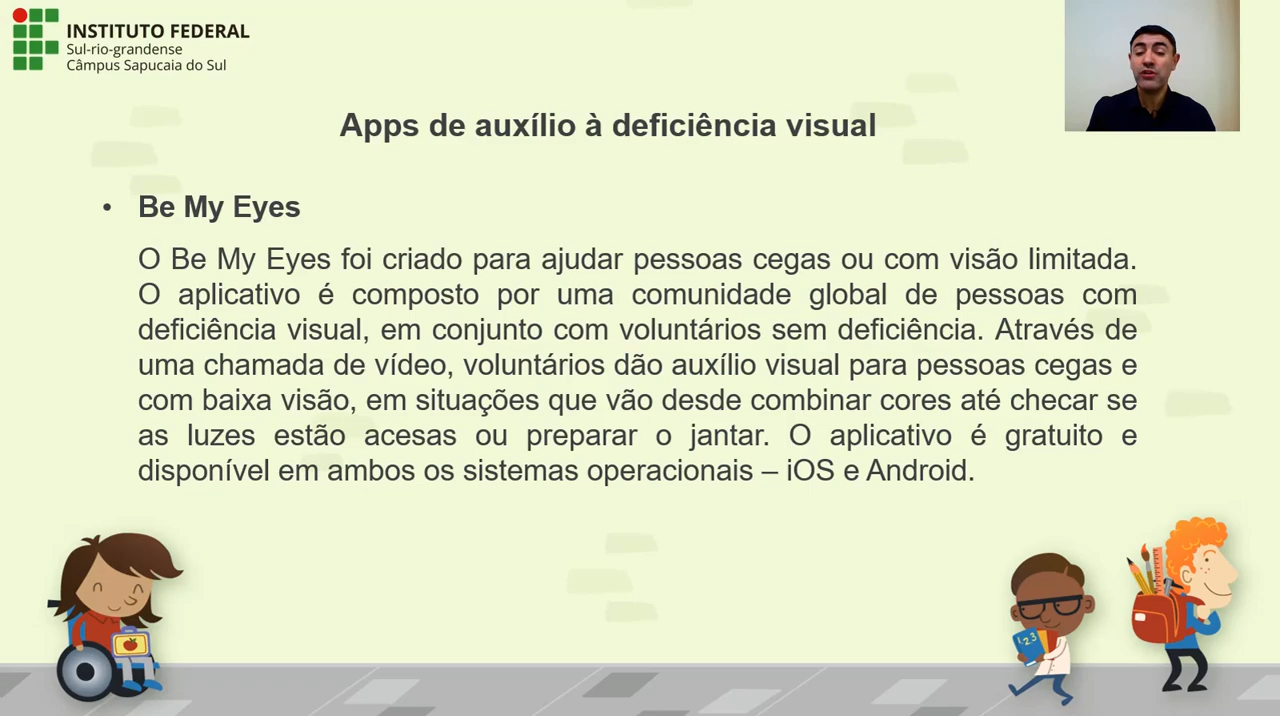 INSTITUTO FEDERAL
Sul-rio-grandense
Câmpus Sapucaia do Sul
Apps de auxílio à deficiência visual
• Be My Eyes
O Be My Eyes foi criado para ajudar pessoas cegas ou com visão limitada.
O aplicativo é composto por uma comunidade global de pessoas com
deficiência visual, em conjunto com voluntários sem deficiência. Através de
uma chamada de vídeo, voluntários dão auxílio visual para pessoas cegas e
com baixa visão, em situações que vão desde combinar cores até checar se
as luzes estão acesas ou preparar o jantar. O aplicativo é gratuito e
disponível em ambos os sistemas operacionais – iOS e Android.
123